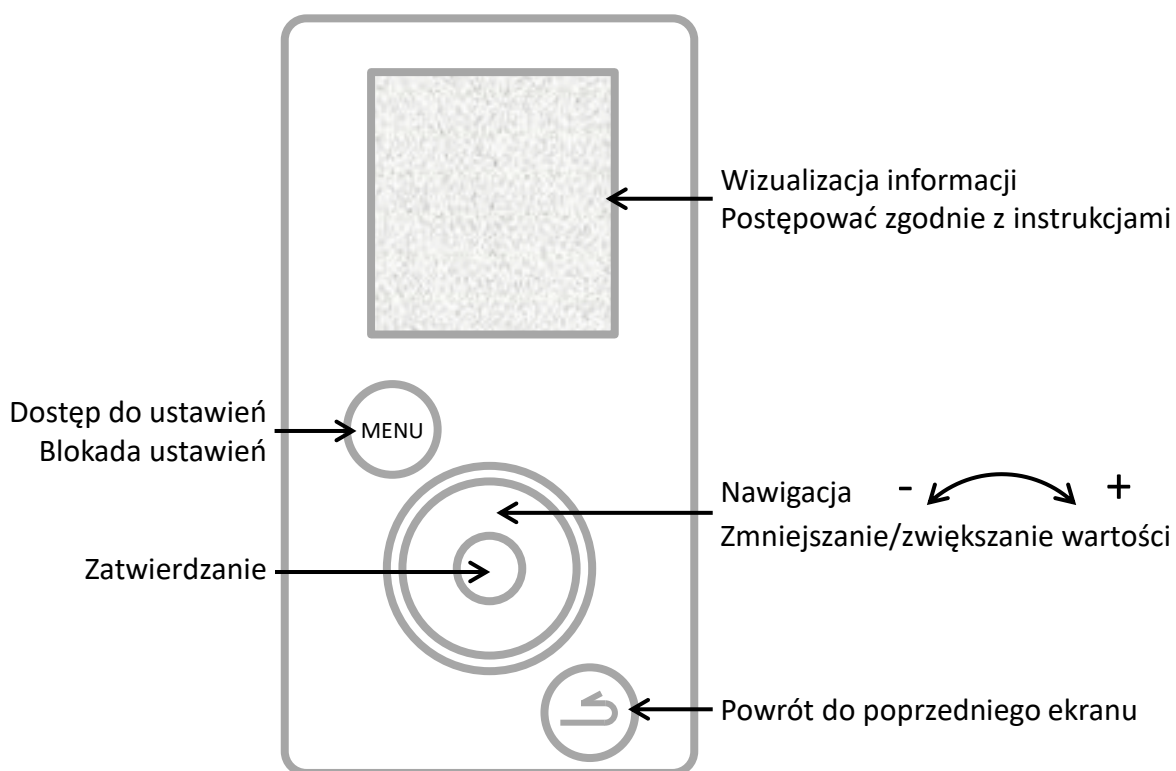 Wizualizacja informacji
Postępować zgodnie z instrukcjami
Dostęp do ustawień
Blokada ustawień
MENU
Nawigacja - +
Zmniejszanie/zwiększanie wartości
Zatwierdzanie
Powrót do poprzedniego ekranu